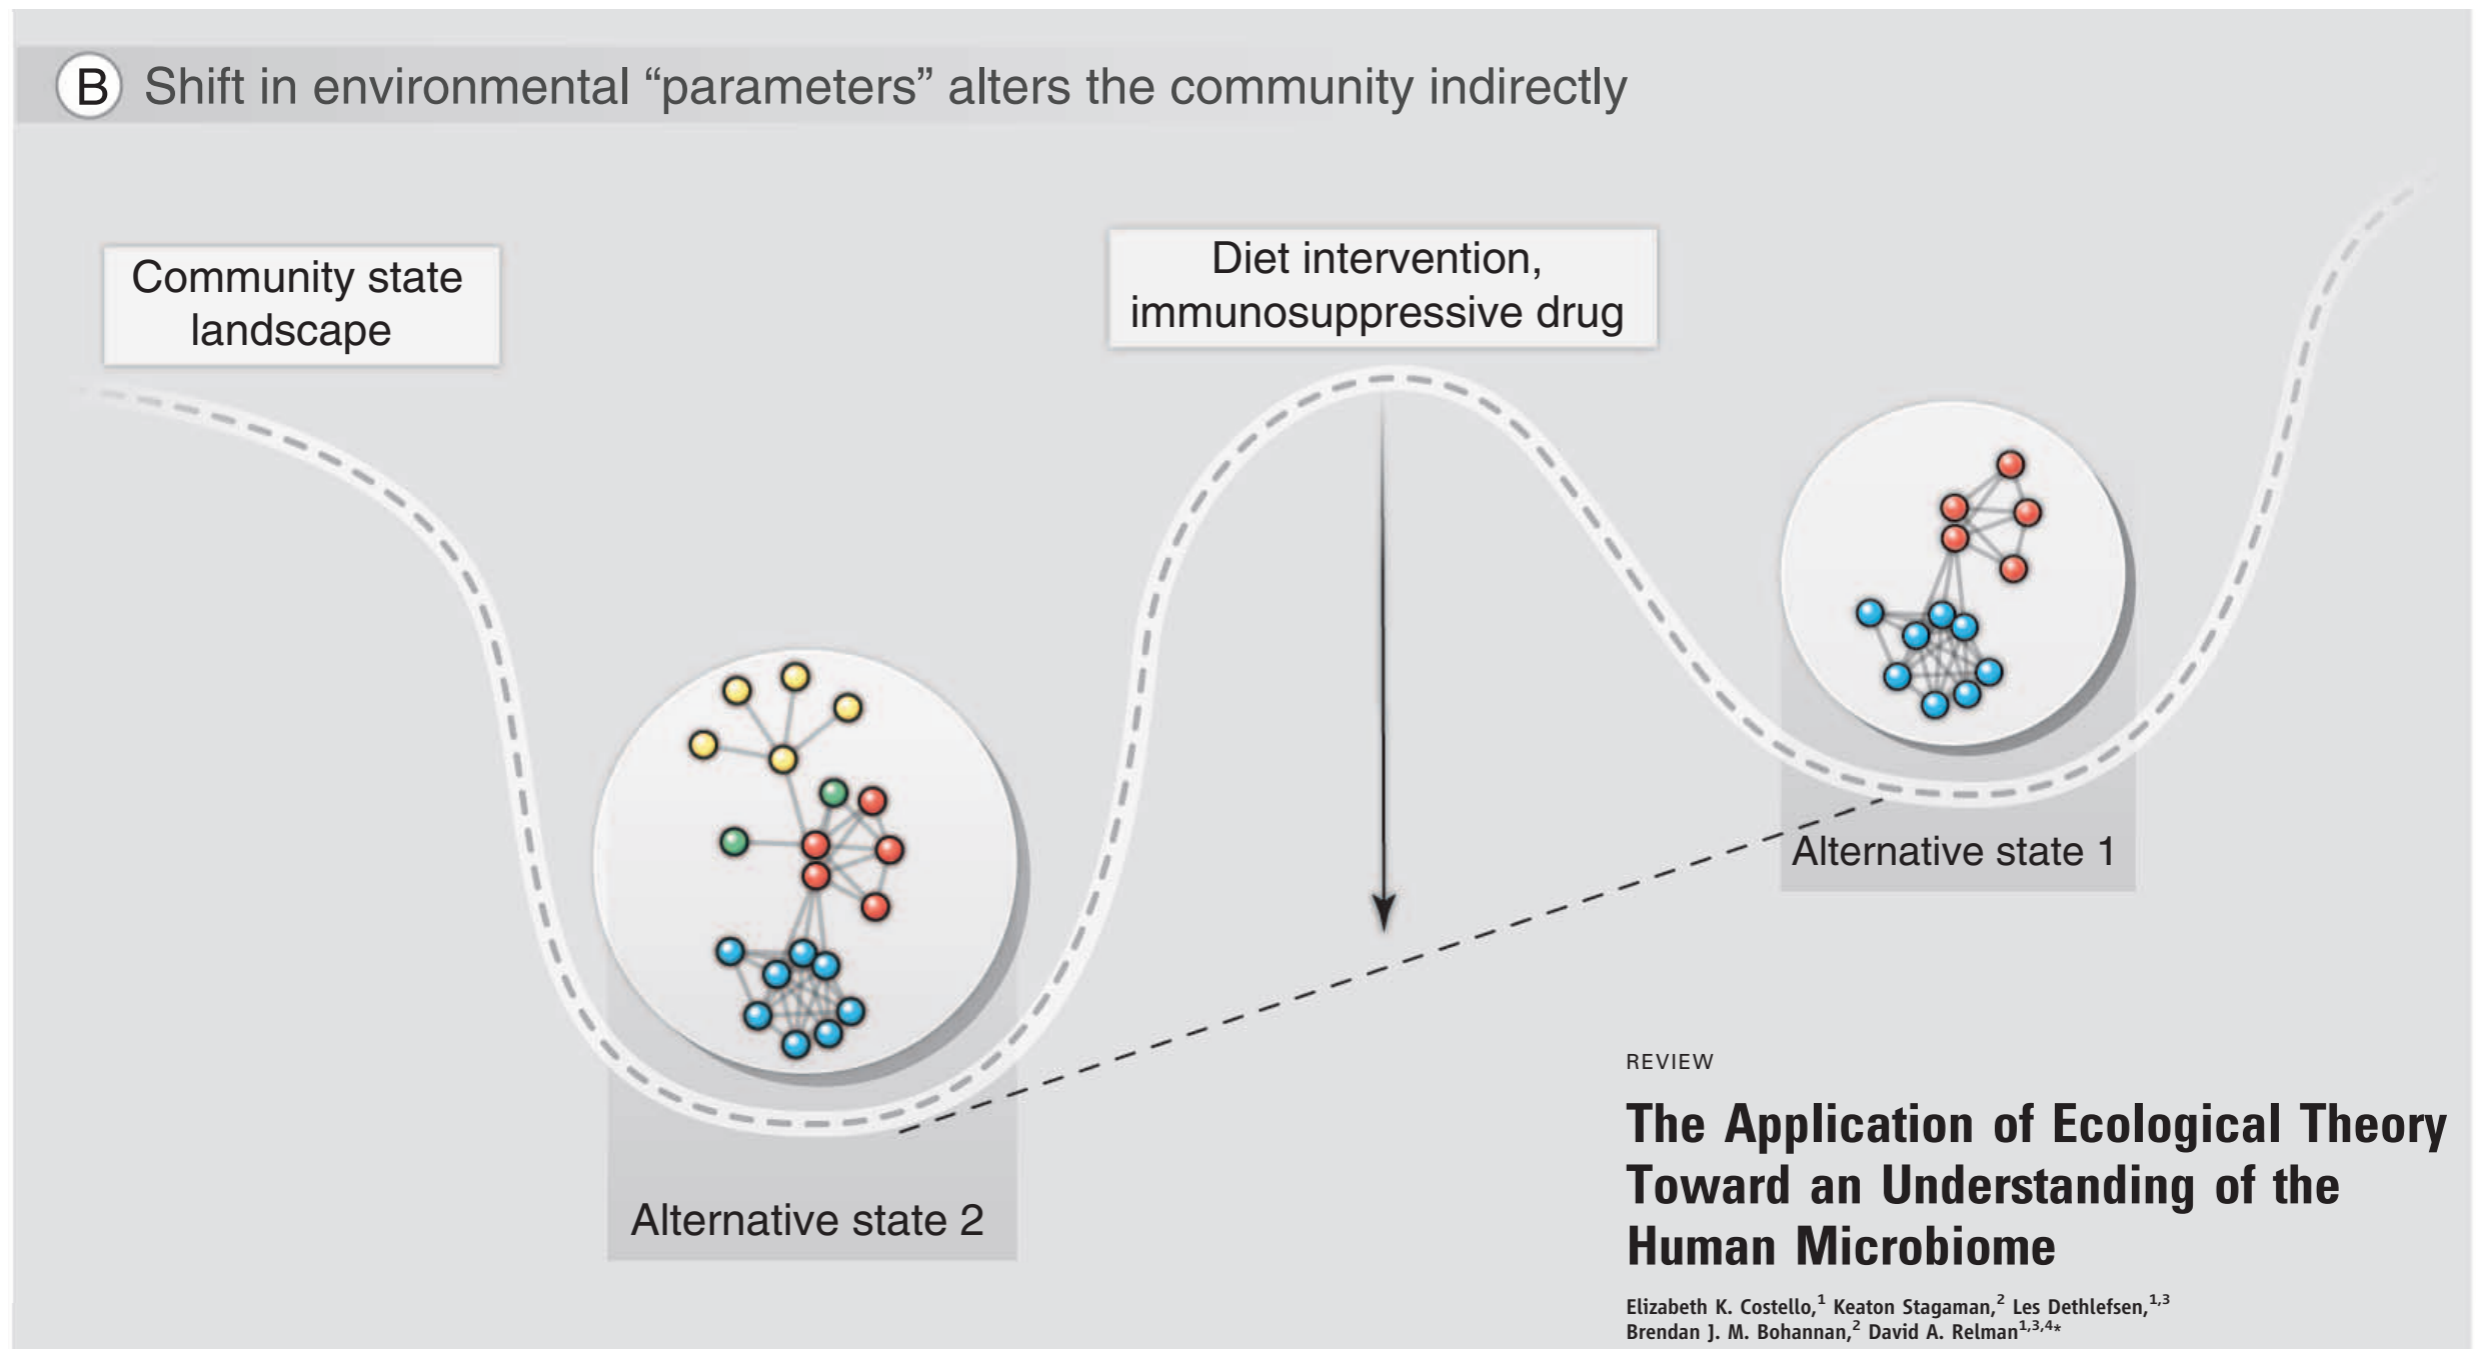 B Shift in environmental “parameters” alters the community indirectly
Community state
landscape
Diet intervention,
immunosuppressive drug
Alternative state 1
Alternative state 2
REVIEW
The Application of Ecological Theory
Toward an Understanding of the
Human Microbiome
Elizabeth K. Costello,1 Keaton Stagaman,2 Les Dethlefsen,1,3
Brendan J. M. Bohannan,2 David A. Relman1,3,4*